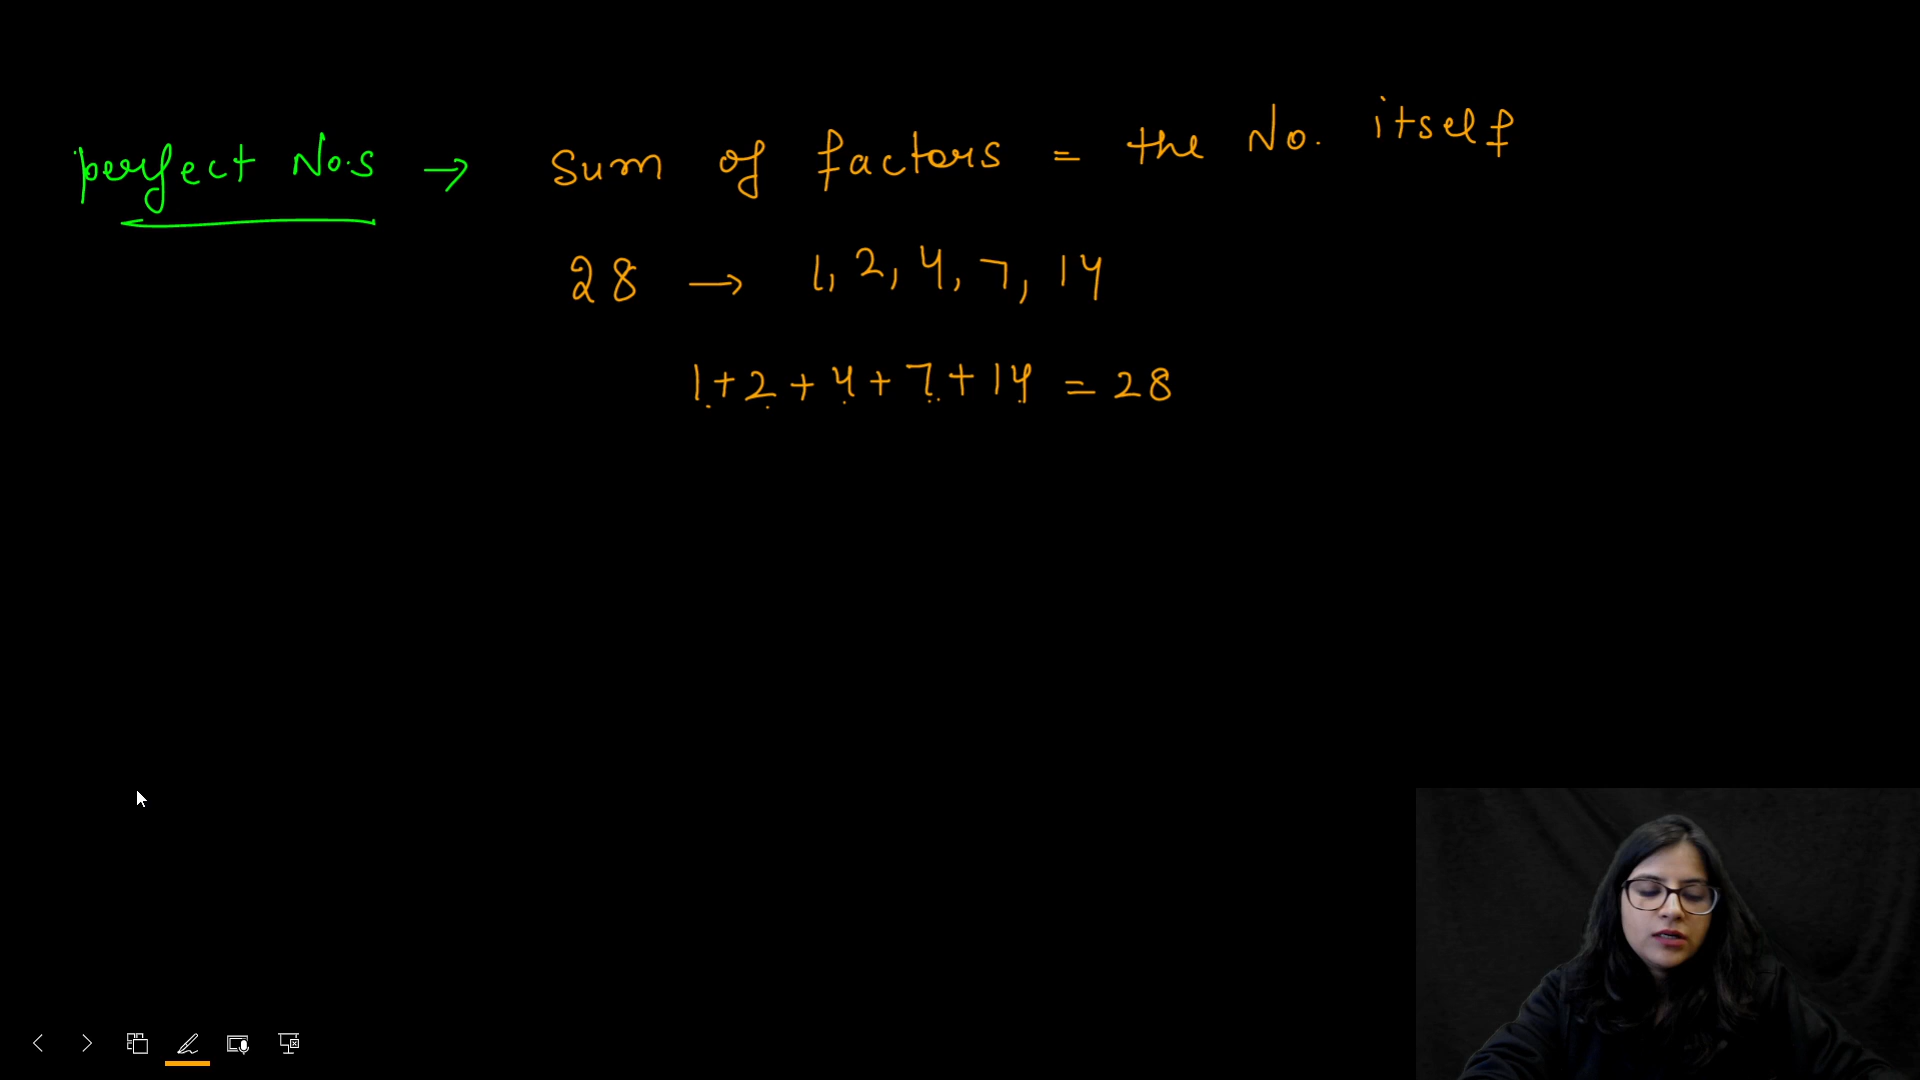 perfect No.s → Sum of factors = the No. itself
28 → 1, 2, 4, 7, 14
1+2+4+7+14 = 28